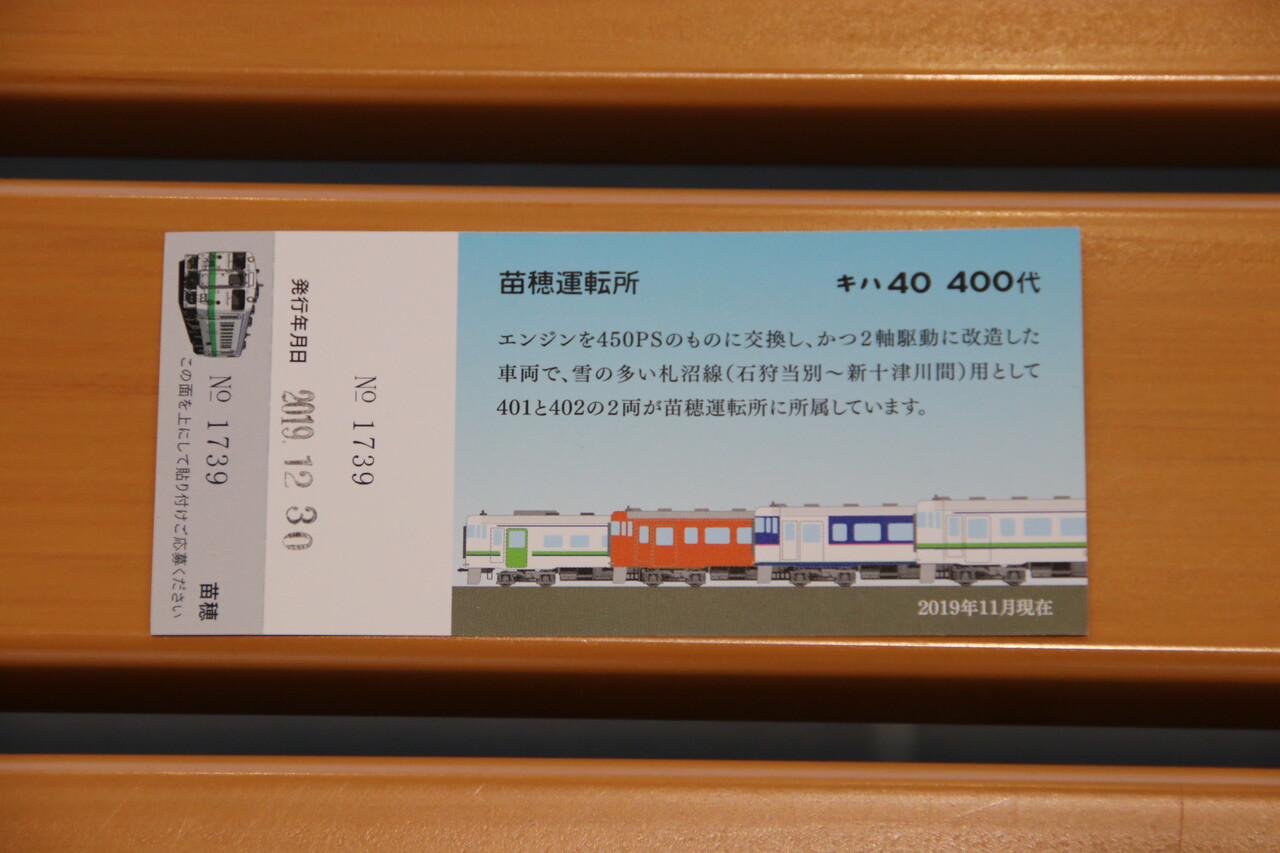 この面を上にして貼り付けご応募ください
No 1739
苗穂
発行年月日
2019.12.30
No 1739
苗穂運転所
キハ40 400代
エンジンを450PSのものに交換し、かつ2軸駆動に改造した
車両で、雪の多い札沼線（石狩当別～新十津川間）用として
401と402の2両が苗穂運転所に所属しています。
2019年11月現在